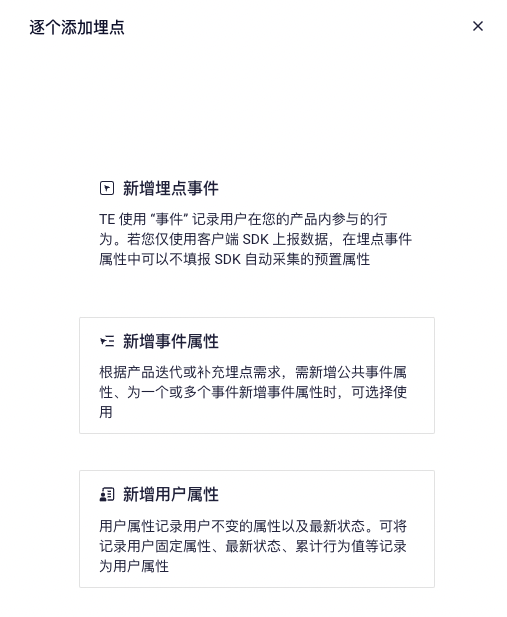 逐个添加埋点
新增埋点事件
TE 使用 “事件” 记录用户在您的产品内参与的行
为。若您仅使用客户端 SDK 上报数据，在埋点事件
属性中可以不填报 SDK 自动采集的预置属性
新增事件属性
根据产品迭代或补充埋点需求，需新增公共事件属
性、为一个或多个事件新增事件属性时，可选择使
用
新增用户属性
用户属性记录用户不变的属性以及最新状态。可将
记录用户固定属性、最新状态、累计行为值等记录
为用户属性